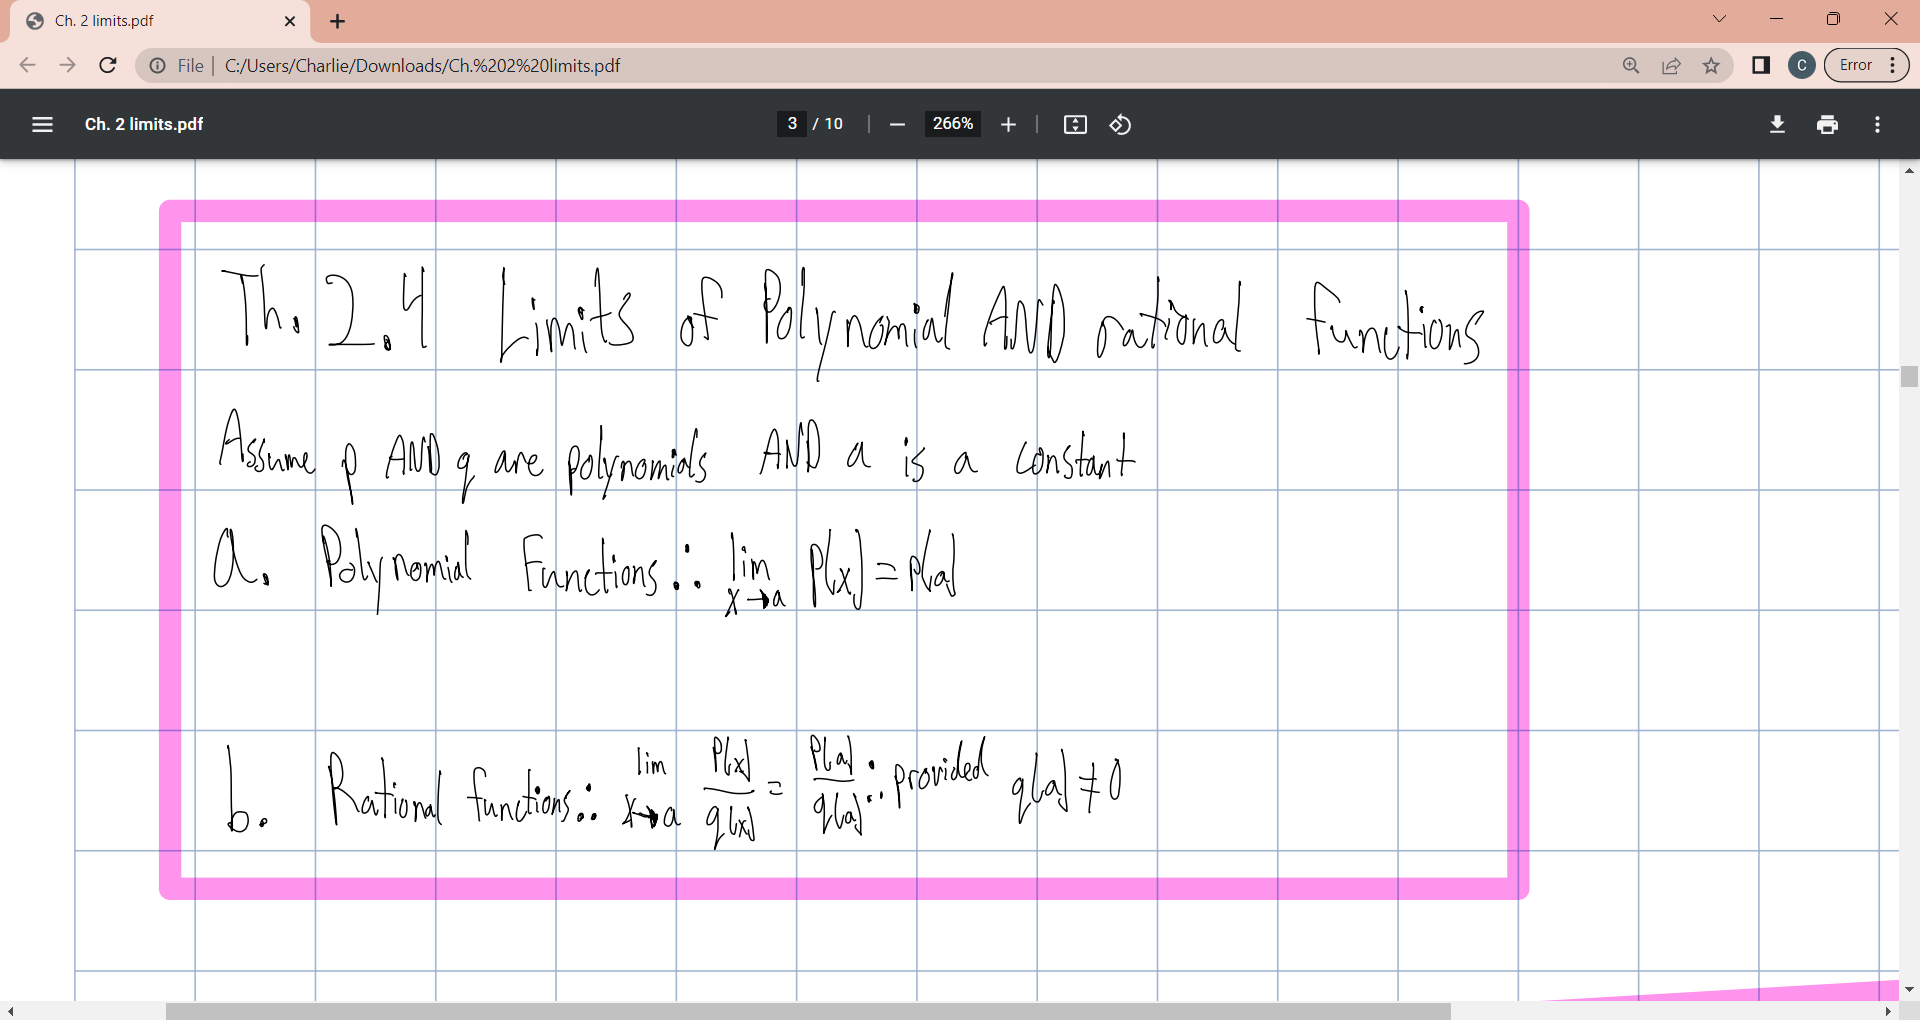 Ch. 2 limits.pdf
File | C:/Users/Charlie/Downloads/Ch.%202%20limits.pdf
C
Error
Ch. 2 limits.pdf
3 / 10
266%
Th. 2.4 Limits of Polynomial AND rational functions
Assume p AND q are polynomials AND a is a constant
a. Polynomial Functions ∴ lim x→a P(x) = p(a)
b. Rational functions ∴ lim x→a P(x)/q(x) = P(a)/q(a) ∴ provided q(a) ≠ 0